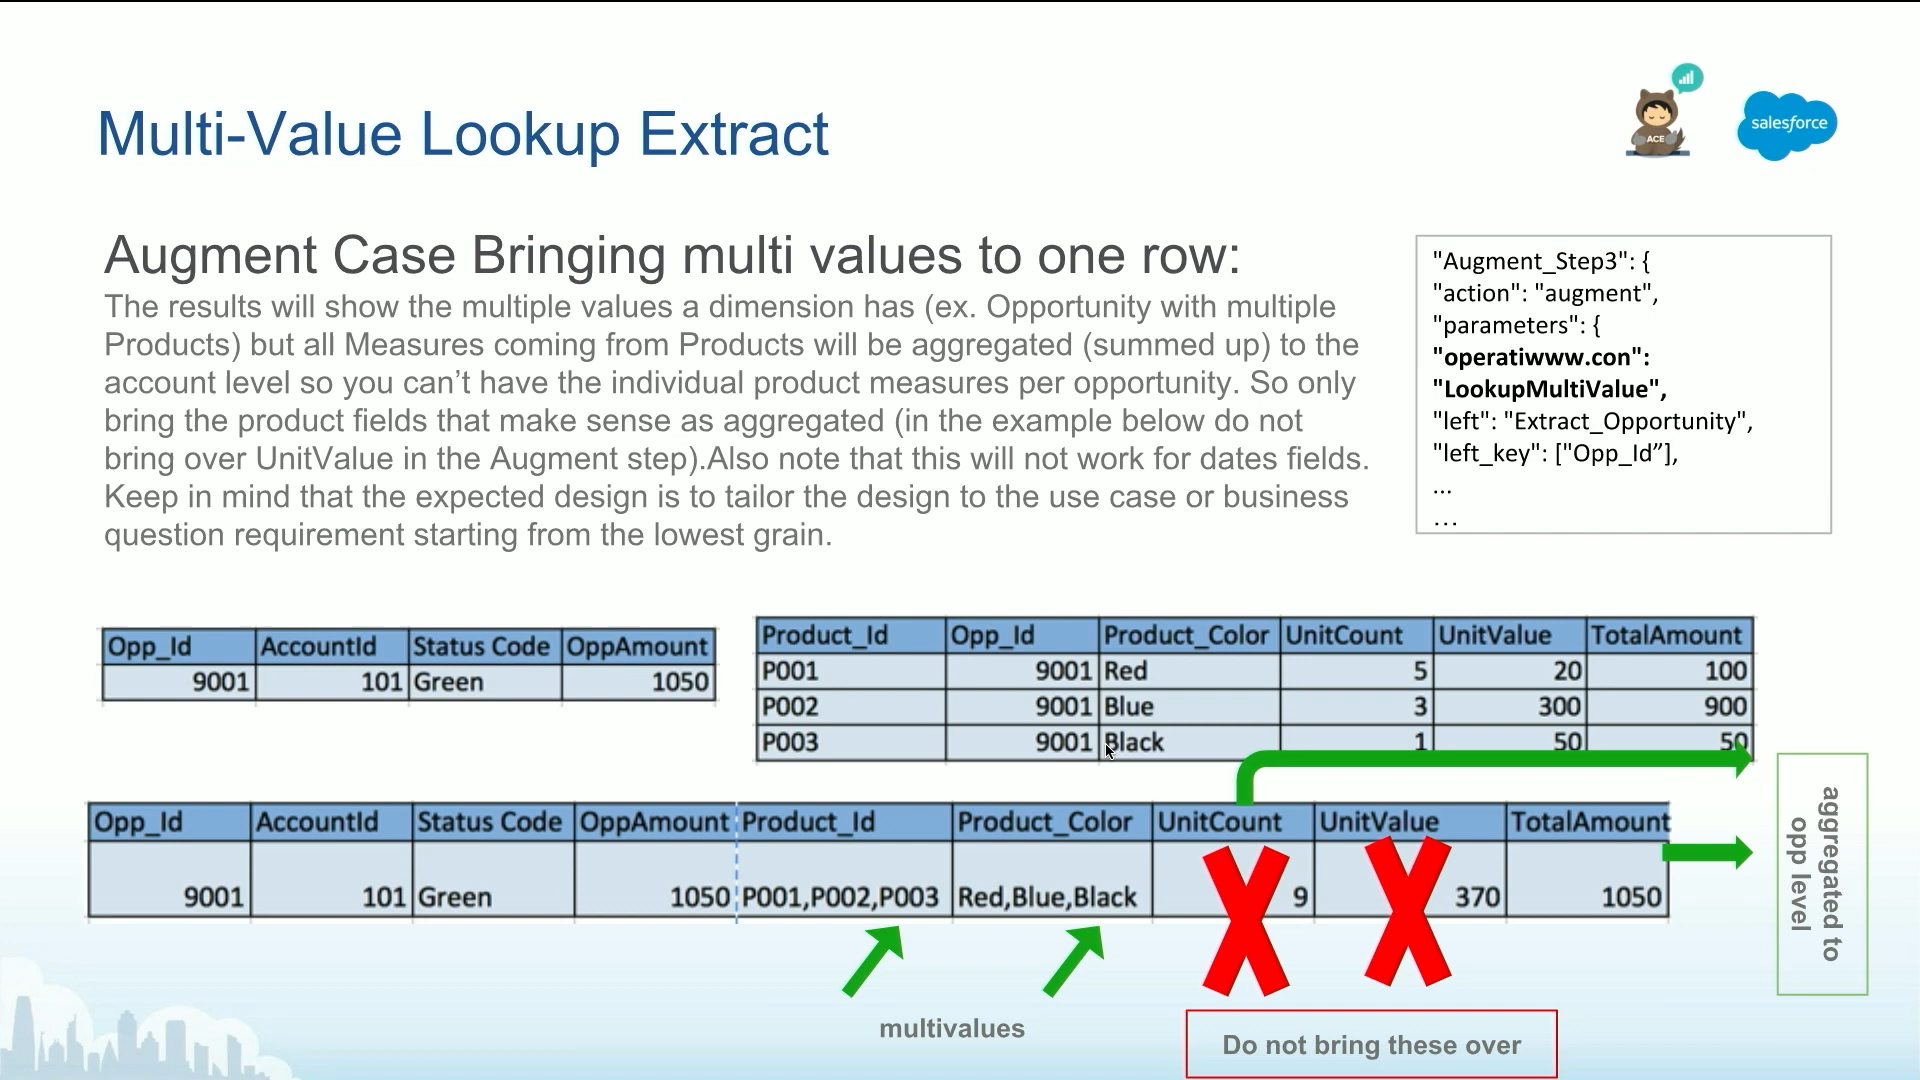 Multi-Value Lookup Extract
ACE
salesforce
Augment Case Bringing multi values to one row:
The results will show the multiple values a dimension has (ex. Opportunity with multiple
Products) but all Measures coming from Products will be aggregated (summed up) to the
account level so you can’t have the individual product measures per opportunity. So only
bring the product fields that make sense as aggregated (in the example below do not
bring over UnitValue in the Augment step).Also note that this will not work for dates fields.
Keep in mind that the expected design is to tailor the design to the use case or business
question requirement starting from the lowest grain.
"Augment_Step3": {
"action": "augment",
"parameters": {
"operatiwww.con":
"LookupMultiValue",
"left": "Extract_Opportunity",
"left_key": ["Opp_Id”],
...
...
Opp_Id AccountId Status Code OppAmount
9001 101 Green 1050
Product_Id Opp_Id Product_Color UnitCount UnitValue TotalAmount
P001 9001 Red 5 20 100
P002 9001 Blue 3 300 900
P003 9001 Black 1 50 50
Opp_Id AccountId Status Code OppAmount Product_Id Product_Color UnitCount UnitValue TotalAmount
9001 101 Green 1050 P001,P002,P003 Red,Blue,Black 9 370 1050
aggregated to
opp level
multivalues
Do not bring these over